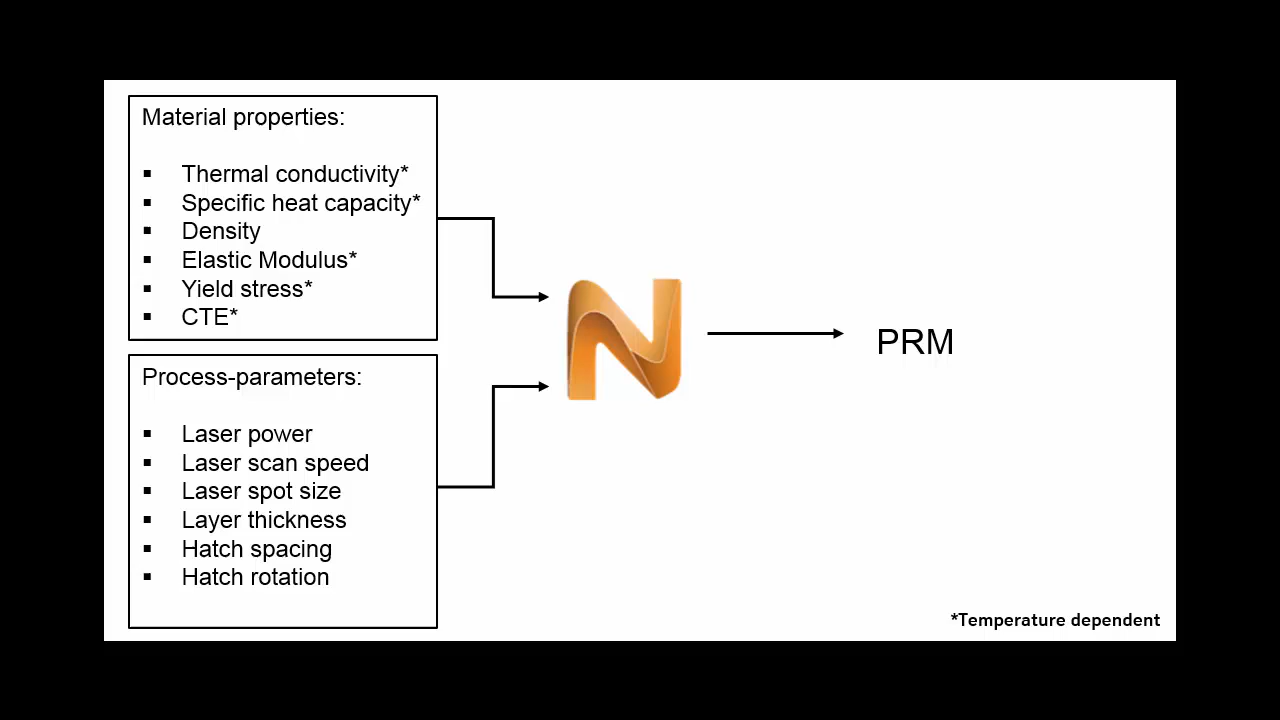 Material properties:
▪ Thermal conductivity*
▪ Specific heat capacity*
▪ Density
▪ Elastic Modulus*
▪ Yield stress*
▪ CTE*
Process-parameters:
▪ Laser power
▪ Laser scan speed
▪ Laser spot size
▪ Layer thickness
▪ Hatch spacing
▪ Hatch rotation
N
PRM
*Temperature dependent